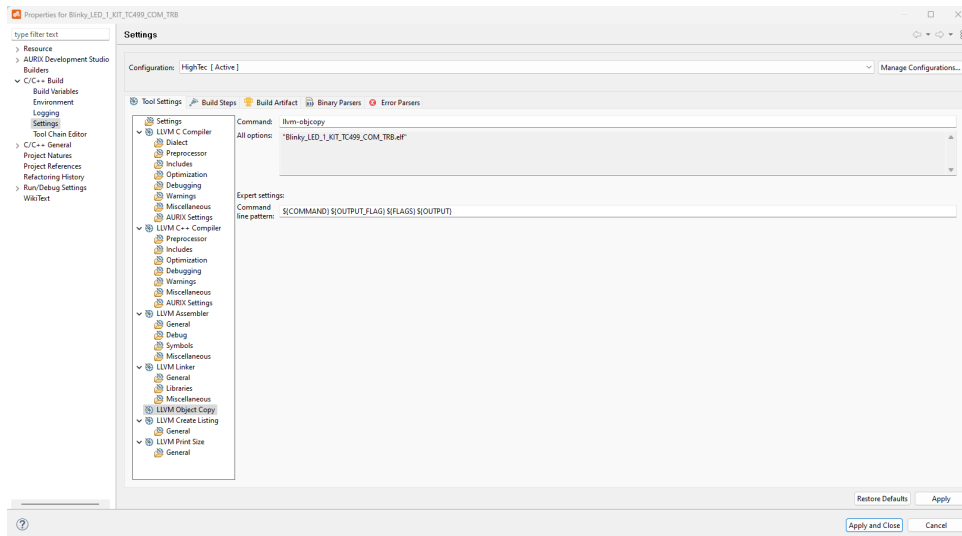 Properties for Blinky_LED_1_KIT_TC499_COM_TRB
type filter text
Resource
AURIX Development Studio
Builders
C/C++ Build
Build Variables
Environment
Logging
Settings
Tool Chain Editor
C/C++ General
Project Natures
Project References
Refactoring History
Run/Debug Settings
WikiText
Settings
Configuration: HighTec [ Active ]
Manage Configurations...
Tool Settings Build Steps Build Artifact Binary Parsers Error Parsers
Settings
LLVM C Compiler
Dialect
Preprocessor
Includes
Optimization
Debugging
Warnings
Miscellaneous
AURIX Settings
LLVM C++ Compiler
Preprocessor
Includes
Optimization
Debugging
Warnings
Miscellaneous
AURIX Settings
LLVM Assembler
General
Debug
Symbols
Miscellaneous
LLVM Linker
General
Libraries
Miscellaneous
LLVM Object Copy
LLVM Create Listing
General
LLVM Print Size
General
Command: llvm-objcopy
All options: "Blinky_LED_1_KIT_TC499_COM_TRB.elf"
Expert settings:
Command
line pattern: ${COMMAND} ${OUTPUT_FLAG} ${FLAGS} ${OUTPUT}
Restore Defaults Apply
Apply and Close Cancel